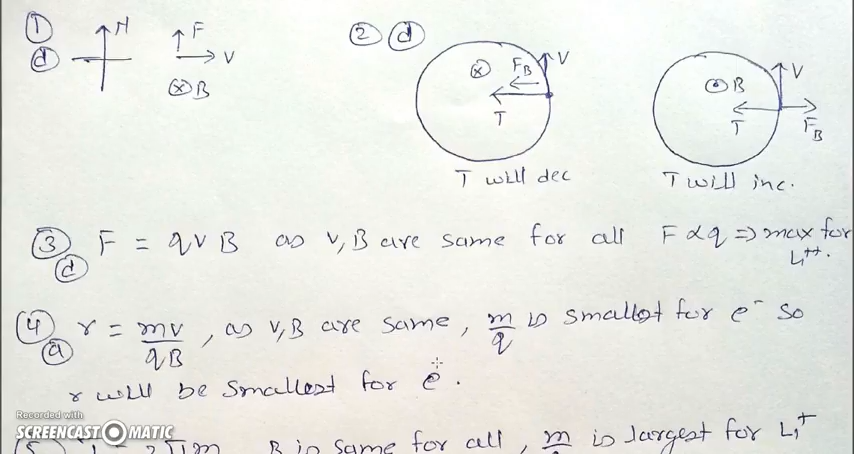 ① N F ② ⓓ V B
ⓓ V ⊗ F_B ⊙ B V
⊗B T T F_B
T will dec T will inc.
③ F = qvB as v, B are same for all F ∝ q ⇒ max for
ⓓ Li⁺⁺.
④ r = mv/qB , as v, B are same , m/q is smallest for e⁻ so
ⓐ
r will be smallest for e⁻.
Recorded with
SCREENCAST O MATIC
B is same for all , m is largest for Li⁺